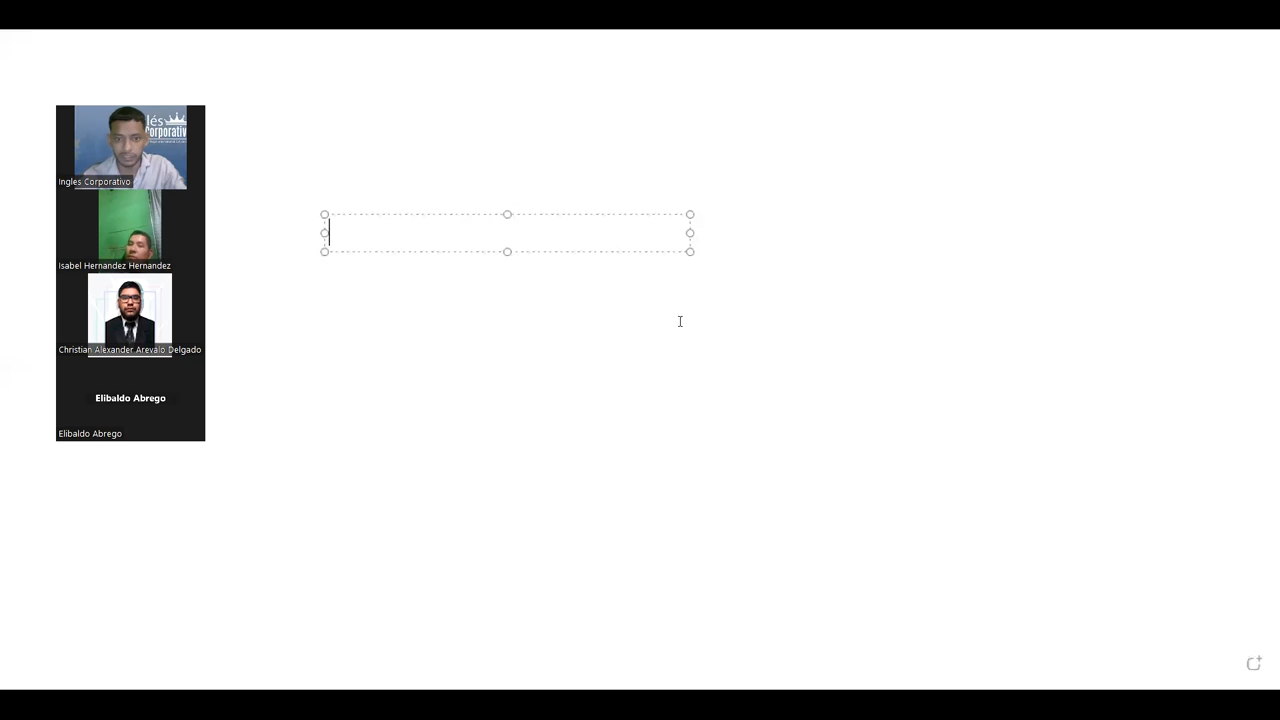 lés
Corporativ
Ingles Corporativo
Isabel Hernandez Hernandez
Christian Alexander Arevalo Delgado
Elibaldo Abrego
Elibaldo Abrego